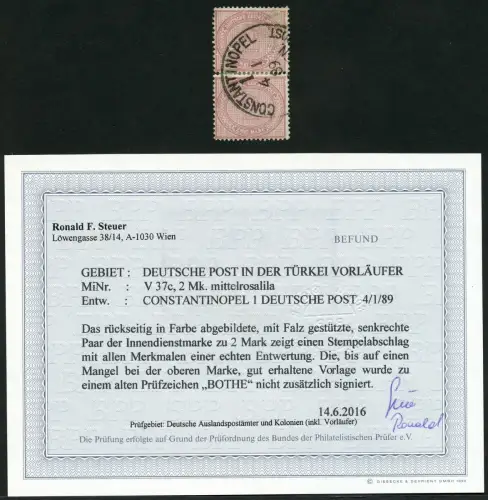 CONSTANTINOPEL
Ronald F. Steuer
Löwengasse 38/14, A-1030 Wien
BEFUND
GEBIET : DEUTSCHE POST IN DER TÜRKEI VORLÄUFER
MiNr. : V 37c, 2 Mk. mittelrosalila
Entw. : CONSTANTINOPEL 1 DEUTSCHE POST 4/1/89
Das rückseitig in Farbe abgebildete, mit Falz gestützte, senkrechte
Paar der Innendienstmarke zu 2 Mark zeigt einen Stempelabschlag
mit allen Merkmalen einer echten Entwertung. Die, bis auf einen
Mangel bei der oberen Marke, gut erhaltene Vorlage wurde zu
einem alten Prüfzeichen „BOTHE" nicht zusätzlich signiert.
14.6.2016
Ronald
Prüfgebiet: Deutsche Auslandspostämter und Kolonien (inkl. Vorläufer)
Die Prüfung erfolgte auf Grund der Prüfordnung des Bundes der Philatelistischen Prüfer e.V.
© GIESECKE & DEVRIENT GMBH